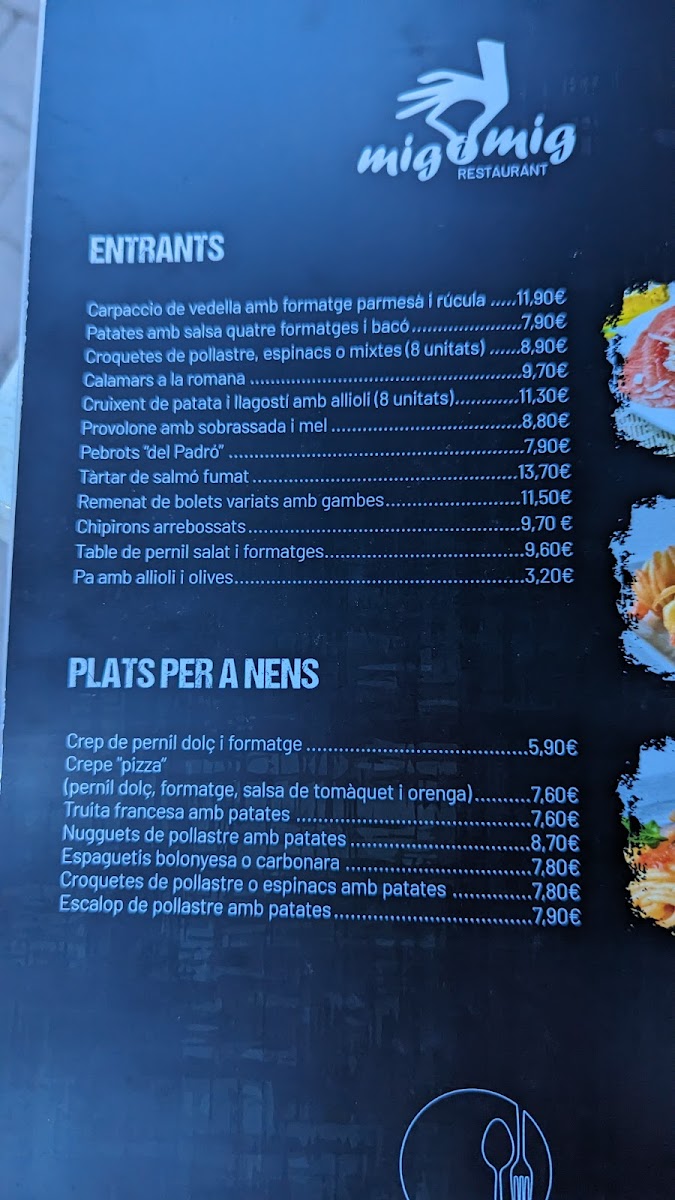 mig & mig
RESTAURANT
ENTRANTS
Carpaccio de vedella amb formatge parmesà i rúcula .....11,90€
Patates amb salsa quatre formatges i bacó....................7,90€
Croquetes de pollastre, espinacs o mixtes (8 unitats) ......8,90€
Calamars a la romana ..................................................9,70€
Cruixent de patata i llagostí amb allioli (8 unitats)............11,30€
Provolone amb sobrassada i mel ...................................8,80€
Pebrots "del Padró" ......................................................7,90€
Tàrtar de salmó fumat .................................................13,70€
Remenat de bolets variats amb gambes.........................11,50€
Chipirons arrebossats..................................................9,70 €
Table de pernil salat i formatges....................................9,60€
Pa amb allioli i olives.....................................................3,20€
PLATS PER A NENS
Crep de pernil dolç i formatge ........................................5,90€
Crepe "pizza"
(pernil dolç, formatge, salsa de tomàquet i orenga)..........7,60€
Truita francesa amb patates ..........................................7,60€
Nugguets de pollastre amb patates ................................8,70€
Espaguetis bolonyesa o carbonara .................................7,80€
Croquetes de pollastre o espinacs amb patates ..............7,80€
Escalop de pollastre amb patates...................................7,90€